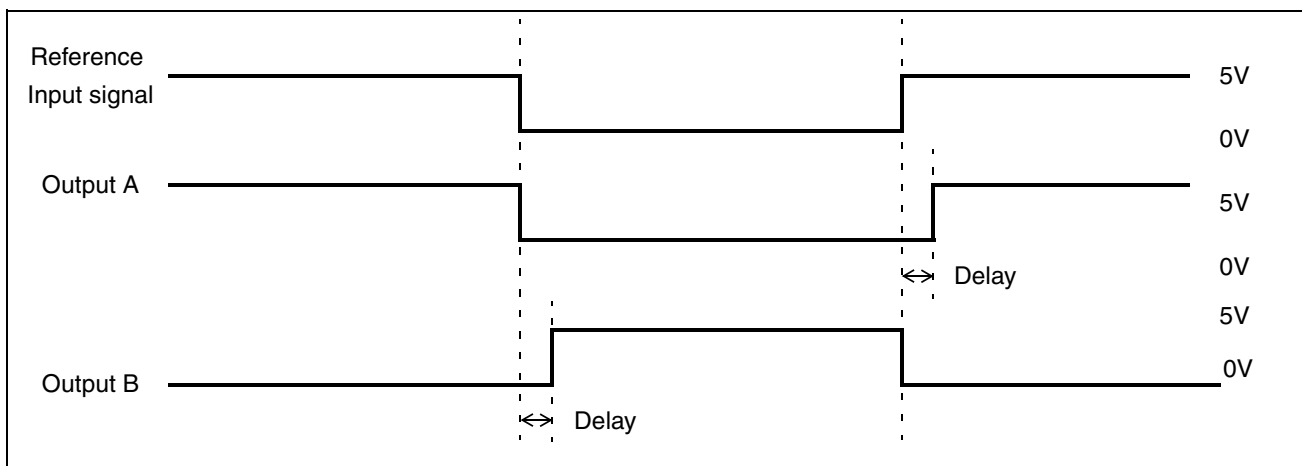 Reference
Input signal
5V
0V
Output A
5V
0V
Delay
5V
Output B
0V
Delay